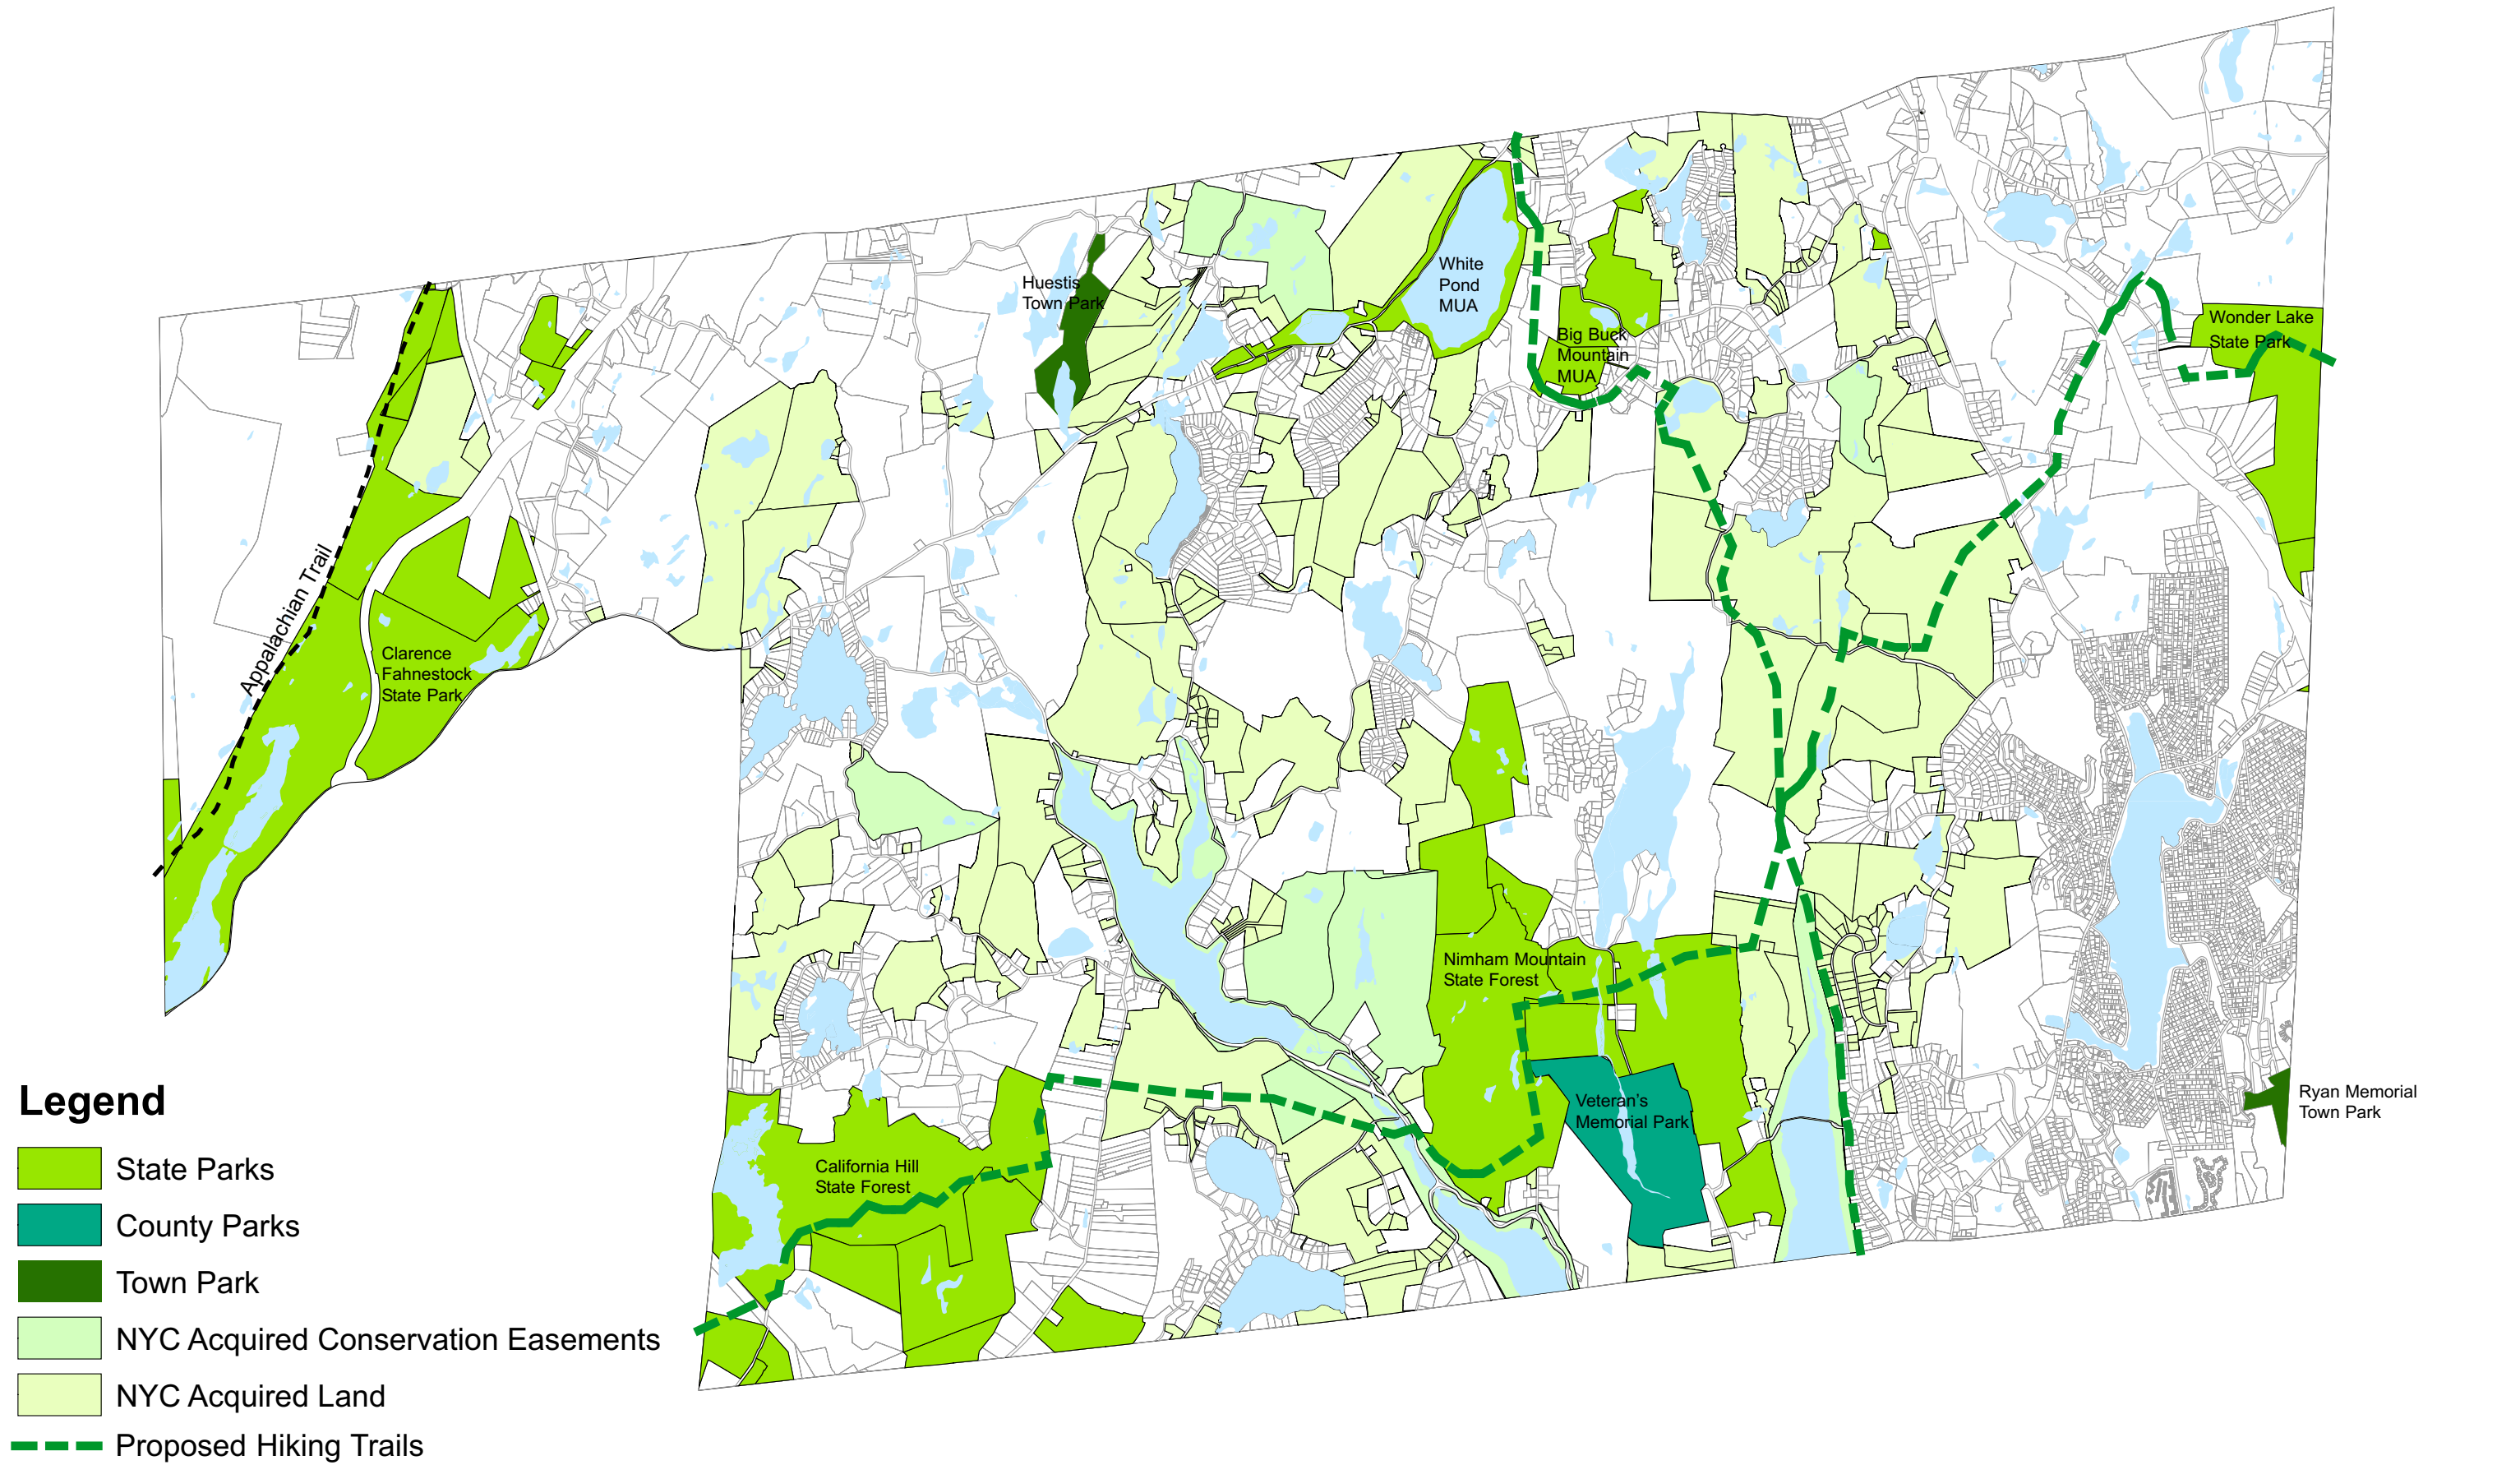 White
Pond
MUA
Huestis
Town Park
Big Buck
Mountain
MUA
Wonder Lake
State Park
Appalachian Trail
Clarence
Fahnestock
State Park
Nimham Mountain
State Forest
Veteran's
Memorial Park
Ryan Memorial
Town Park
California Hill
State Forest
Legend
State Parks
County Parks
Town Park
NYC Acquired Conservation Easements
NYC Acquired Land
Proposed Hiking Trails